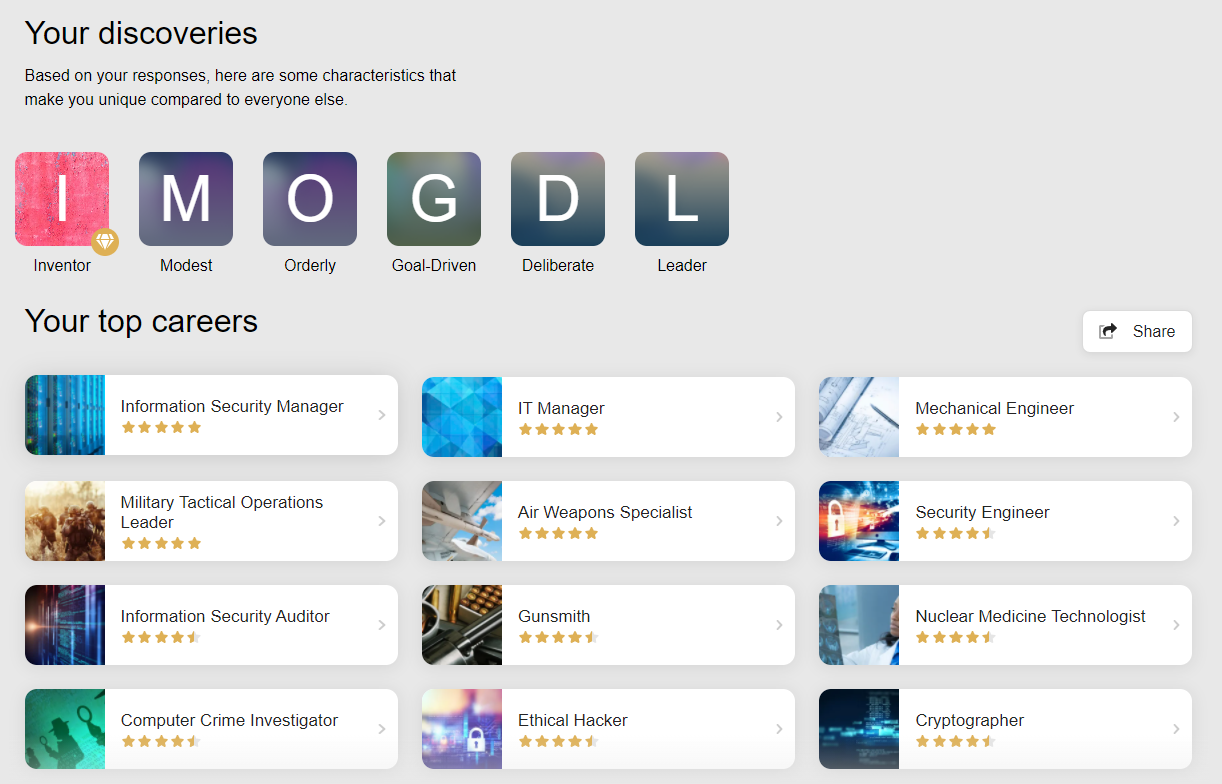 Your discoveries
Based on your responses, here are some characteristics that
make you unique compared to everyone else.
I
M
O
G
D
L
Inventor
Modest
Orderly
Goal-Driven
Deliberate
Leader
Your top careers
Share
Information Security Manager
IT Manager
Mechanical Engineer
Military Tactical Operations
Leader
Air Weapons Specialist
Security Engineer
Information Security Auditor
Gunsmith
Nuclear Medicine Technologist
Computer Crime Investigator
Ethical Hacker
Cryptographer